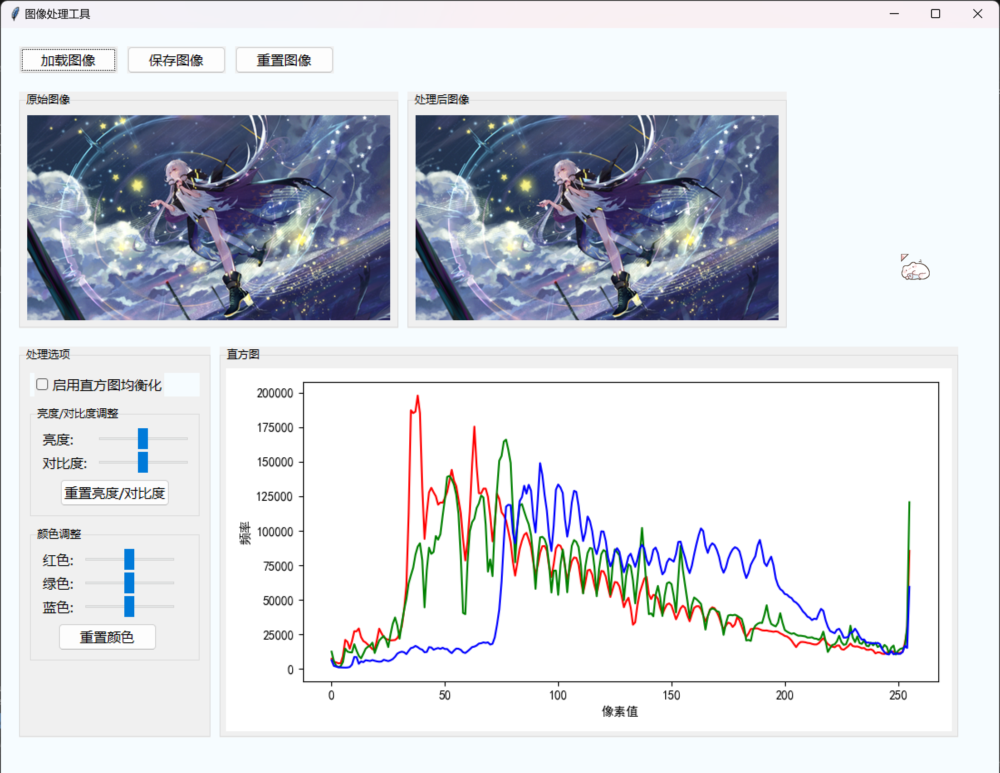 图像处理工具
加载图像 保存图像 重置图像
原始图像
处理后图像
处理选项
启用直方图均衡化
亮度/对比度调整
亮度:
对比度:
重置亮度/对比度
颜色调整
红色:
绿色:
蓝色:
重置颜色
直方图
频率
200000
175000
150000
125000
100000
75000
50000
25000
0
0 50 100 150 200 250
像素值